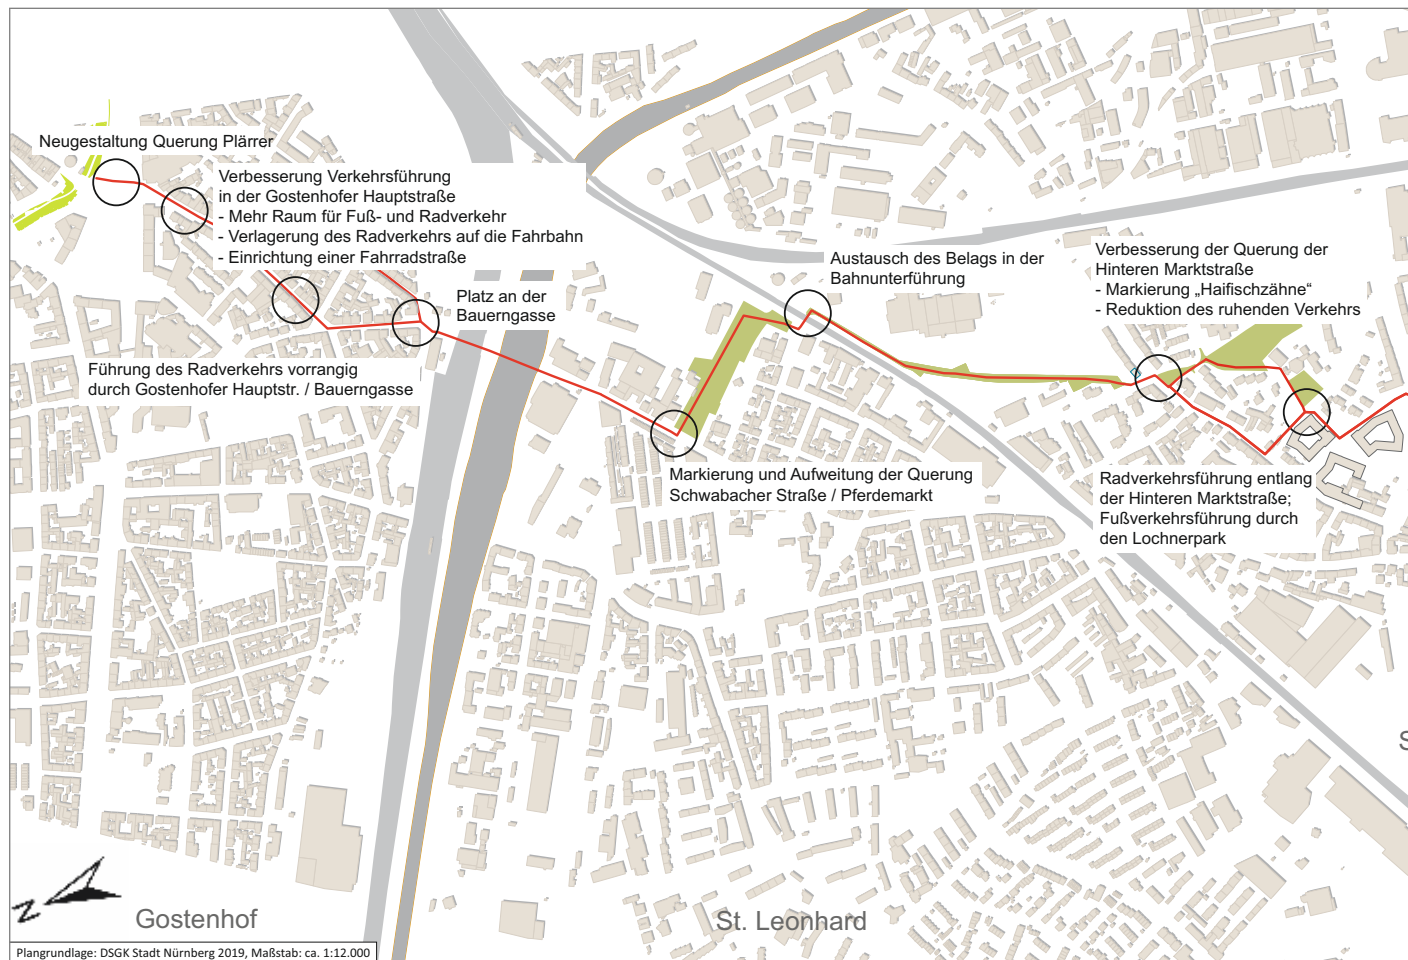 Neugestaltung Querung Plärrer
Verbesserung Verkehrsführung
in der Gostenhofer Hauptstraße
- Mehr Raum für Fuß- und Radverkehr
- Verlagerung des Radverkehrs auf die Fahrbahn
- Einrichtung einer Fahrradstraße
Platz an der
Bauerngasse
Führung des Radverkehrs vorrangig
durch Gostenhofer Hauptstr. / Bauerngasse
Austausch des Belags in der
Bahnunterführung
Verbesserung der Querung der
Hinteren Marktstraße
- Markierung „Haifischzähne“
- Reduktion des ruhenden Verkehrs
Markierung und Aufweitung der Querung
Schwabacher Straße / Pferdemarkt
Radverkehrsführung entlang
der Hinteren Marktstraße;
Fußverkehrsführung durch
den Lochnerpark
S
N
Gostenhof
St. Leonhard
Plangrundlage: DSGK Stadt Nürnberg 2019, Maßstab: ca. 1:12.000